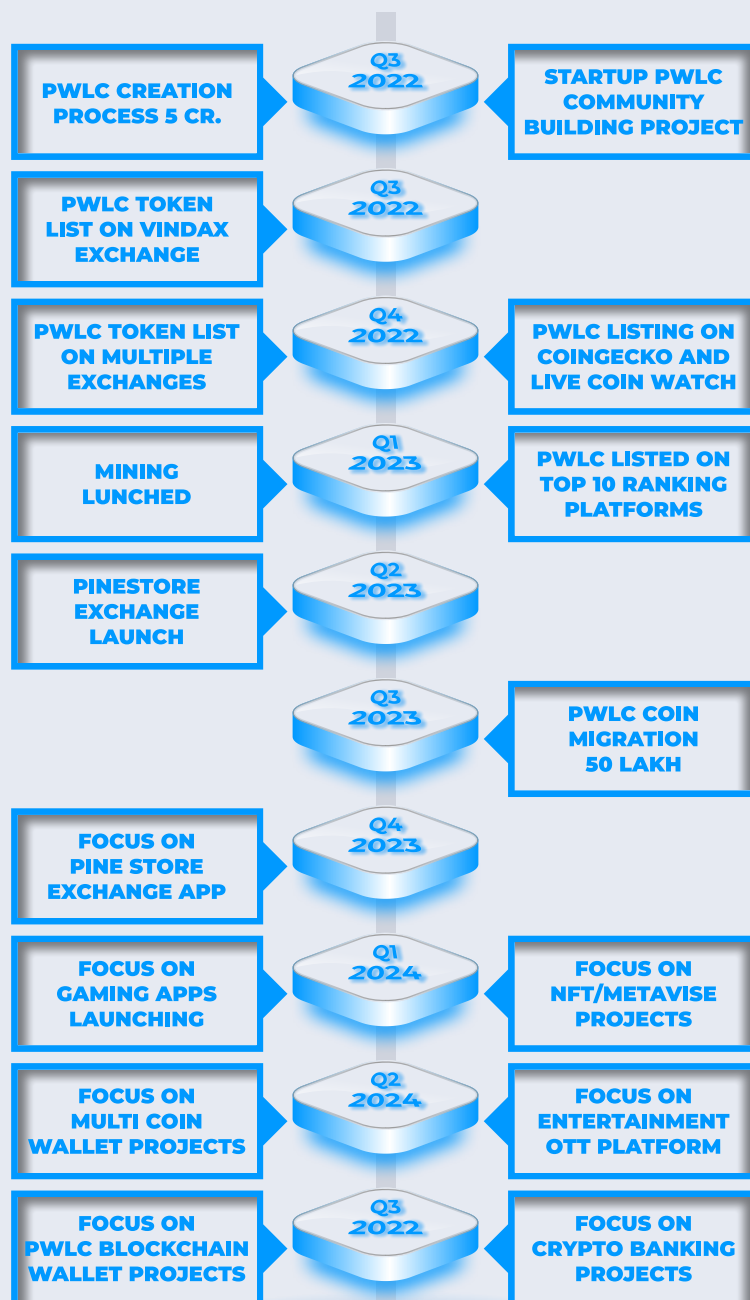 Q3
2022
PWLC CREATION
PROCESS 5 CR.
STARTUP PWLC
COMMUNITY
BUILDING PROJECT
Q3
2022
PWLC TOKEN
LIST ON VINDAX
EXCHANGE
Q4
2022
PWLC TOKEN LIST
ON MULTIPLE
EXCHANGES
PWLC LISTING ON
COINGECKO AND
LIVE COIN WATCH
Q1
2023
MINING
LUNCHED
PWLC LISTED ON
TOP 10 RANKING
PLATFORMS
Q2
2023
PINESTORE
EXCHANGE
LAUNCH
Q3
2023
PWLC COIN
MIGRATION
50 LAKH
Q4
2023
FOCUS ON
PINE STORE
EXCHANGE APP
Q1
2024
FOCUS ON
GAMING APPS
LAUNCHING
FOCUS ON
NFT/METAVISE
PROJECTS
Q2
2024
FOCUS ON
MULTI COIN
WALLET PROJECTS
FOCUS ON
ENTERTAINMENT
OTT PLATFORM
Q3
2022
FOCUS ON
PWLC BLOCKCHAIN
WALLET PROJECTS
FOCUS ON
CRYPTO BANKING
PROJECTS